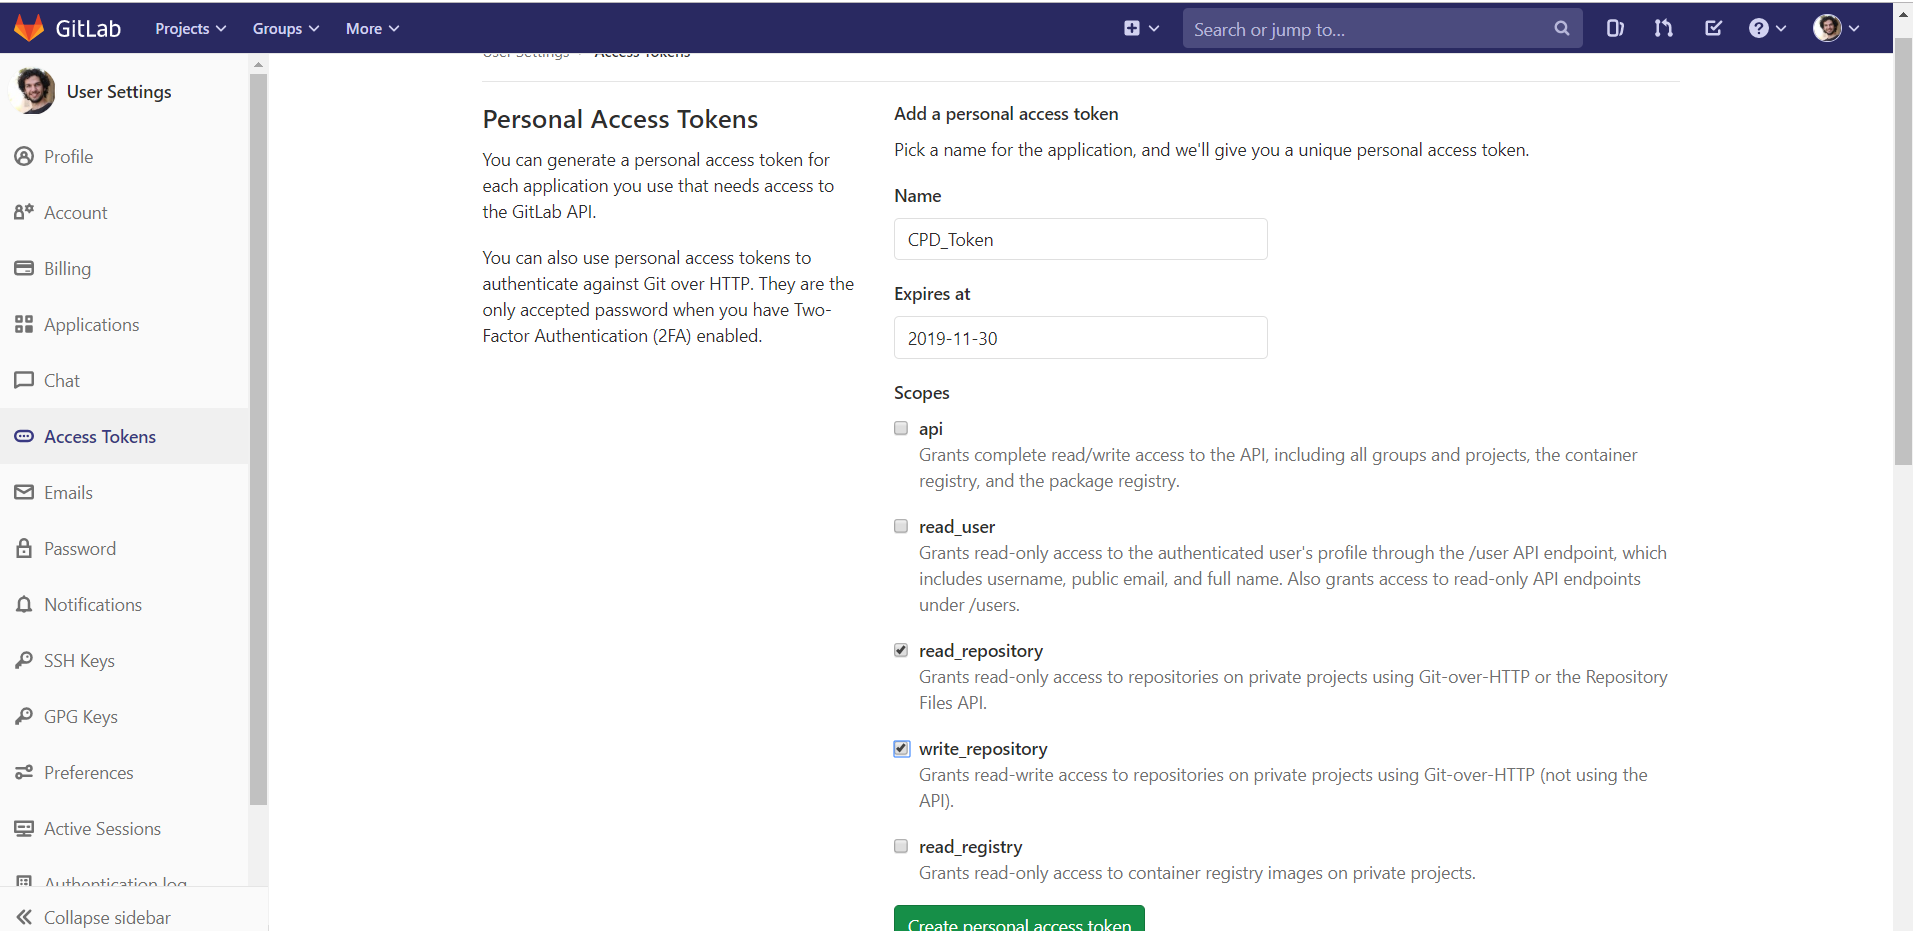 GitLab Projects Groups More Search or jump to...
User Settings Access Tokens
User Settings
Profile
Account
Billing
Applications
Chat
Access Tokens
Emails
Password
Notifications
SSH Keys
GPG Keys
Preferences
Active Sessions
Authentication log
Collapse sidebar
Personal Access Tokens
You can generate a personal access token for
each application you use that needs access to
the GitLab API.
You can also use personal access tokens to
authenticate against Git over HTTP. They are the
only accepted password when you have Two-
Factor Authentication (2FA) enabled.
Add a personal access token
Pick a name for the application, and we'll give you a unique personal access token.
Name
CPD_Token
Expires at
2019-11-30
Scopes
api
Grants complete read/write access to the API, including all groups and projects, the container
registry, and the package registry.
read_user
Grants read-only access to the authenticated user's profile through the /user API endpoint, which
includes username, public email, and full name. Also grants access to read-only API endpoints
under /users.
read_repository
Grants read-only access to repositories on private projects using Git-over-HTTP or the Repository
Files API.
write_repository
Grants read-write access to repositories on private projects using Git-over-HTTP (not using the
API).
read_registry
Grants read-only access to container registry images on private projects.
Create personal access token